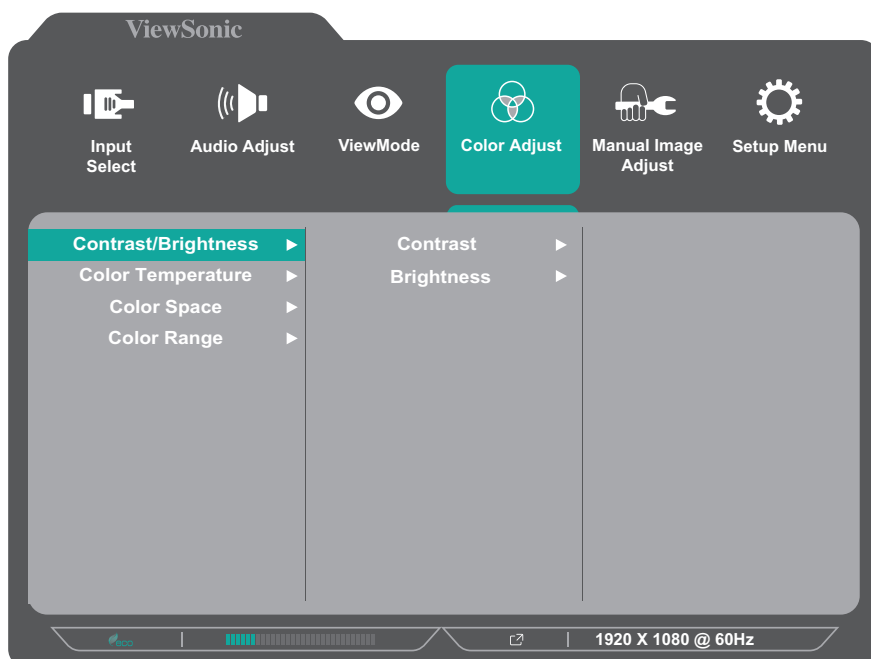 ViewSonic
Input
Select
Audio Adjust
ViewMode
Color Adjust
Manual Image
Adjust
Setup Menu
Contrast/Brightness
Color Temperature
Color Space
Color Range
Contrast
Brightness
eco
1920 X 1080 @ 60Hz